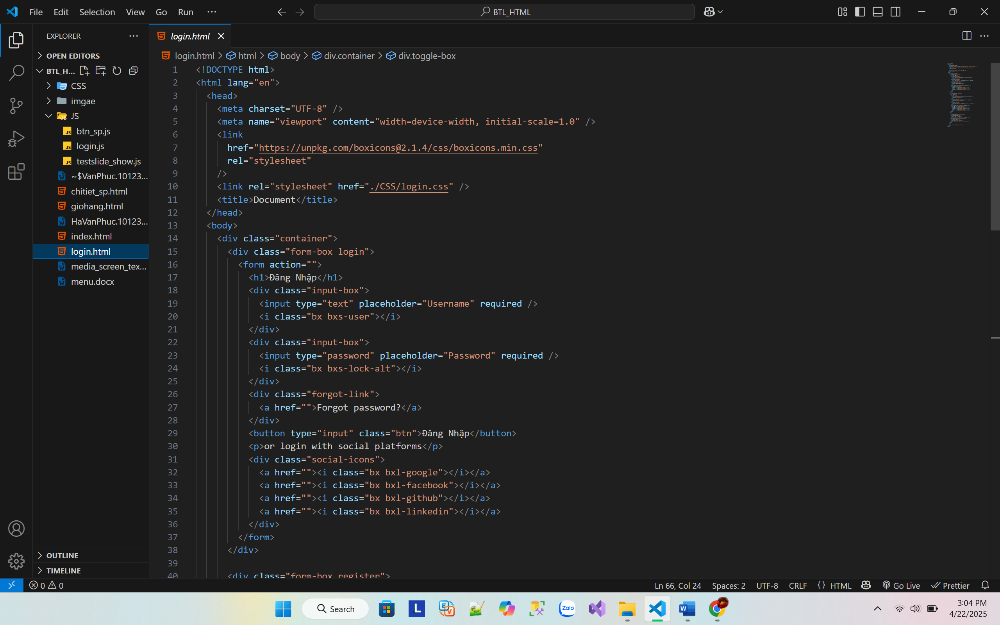 File Edit Selection View Go Run ··· BTL_HTML
EXPLORER ···
OPEN EDITORS
BTL_H...
CSS
imgae
JS
btn_sp.js
login.js
testslide_show.js
~$VanPhuc.10123...
chitiet_sp.html
giohang.html
HaVanPhuc.10123...
index.html
login.html
media_screen_tex...
menu.docx
OUTLINE
TIMELINE
login.html
login.html > html > body > div.container > div.toggle-box
1 <!DOCTYPE html>
2 <html lang="en">
3 <head>
4 <meta charset="UTF-8" />
5 <meta name="viewport" content="width=device-width, initial-scale=1.0" />
6 <link
7 href="https://unpkg.com/boxicons@2.1.4/css/boxicons.min.css"
8 rel="stylesheet"
9 />
10 <link rel="stylesheet" href="./CSS/login.css" />
11 <title>Document</title>
12 </head>
13 <body>
14 <div class="container">
15 <div class="form-box login">
16 <form action="">
17 <h1>Đăng Nhập</h1>
18 <div class="input-box">
19 <input type="text" placeholder="Username" required />
20 <i class="bx bxs-user"></i>
21 </div>
22 <div class="input-box">
23 <input type="password" placeholder="Password" required />
24 <i class="bx bxs-lock-alt"></i>
25 </div>
26 <div class="forgot-link">
27 <a href="">Forgot password?</a>
28 </div>
29 <button type="input" class="btn">Đăng Nhập</button>
30 <p>or login with social platforms</p>
31 <div class="social-icons">
32 <a href=""><i class="bx bxl-google"></i></a>
33 <a href=""><i class="bx bxl-facebook"></i></a>
34 <a href=""><i class="bx bxl-github"></i></a>
35 <a href=""><i class="bx bxl-linkedin"></i></a>
36 </div>
37 </form>
38 </div>
39
40 <div class="form-box register">
0 0 Ln 66, Col 24 Spaces: 2 UTF-8 CRLF {} HTML Go Live Prettier
Search Zalo
3:04 PM
4/22/2025